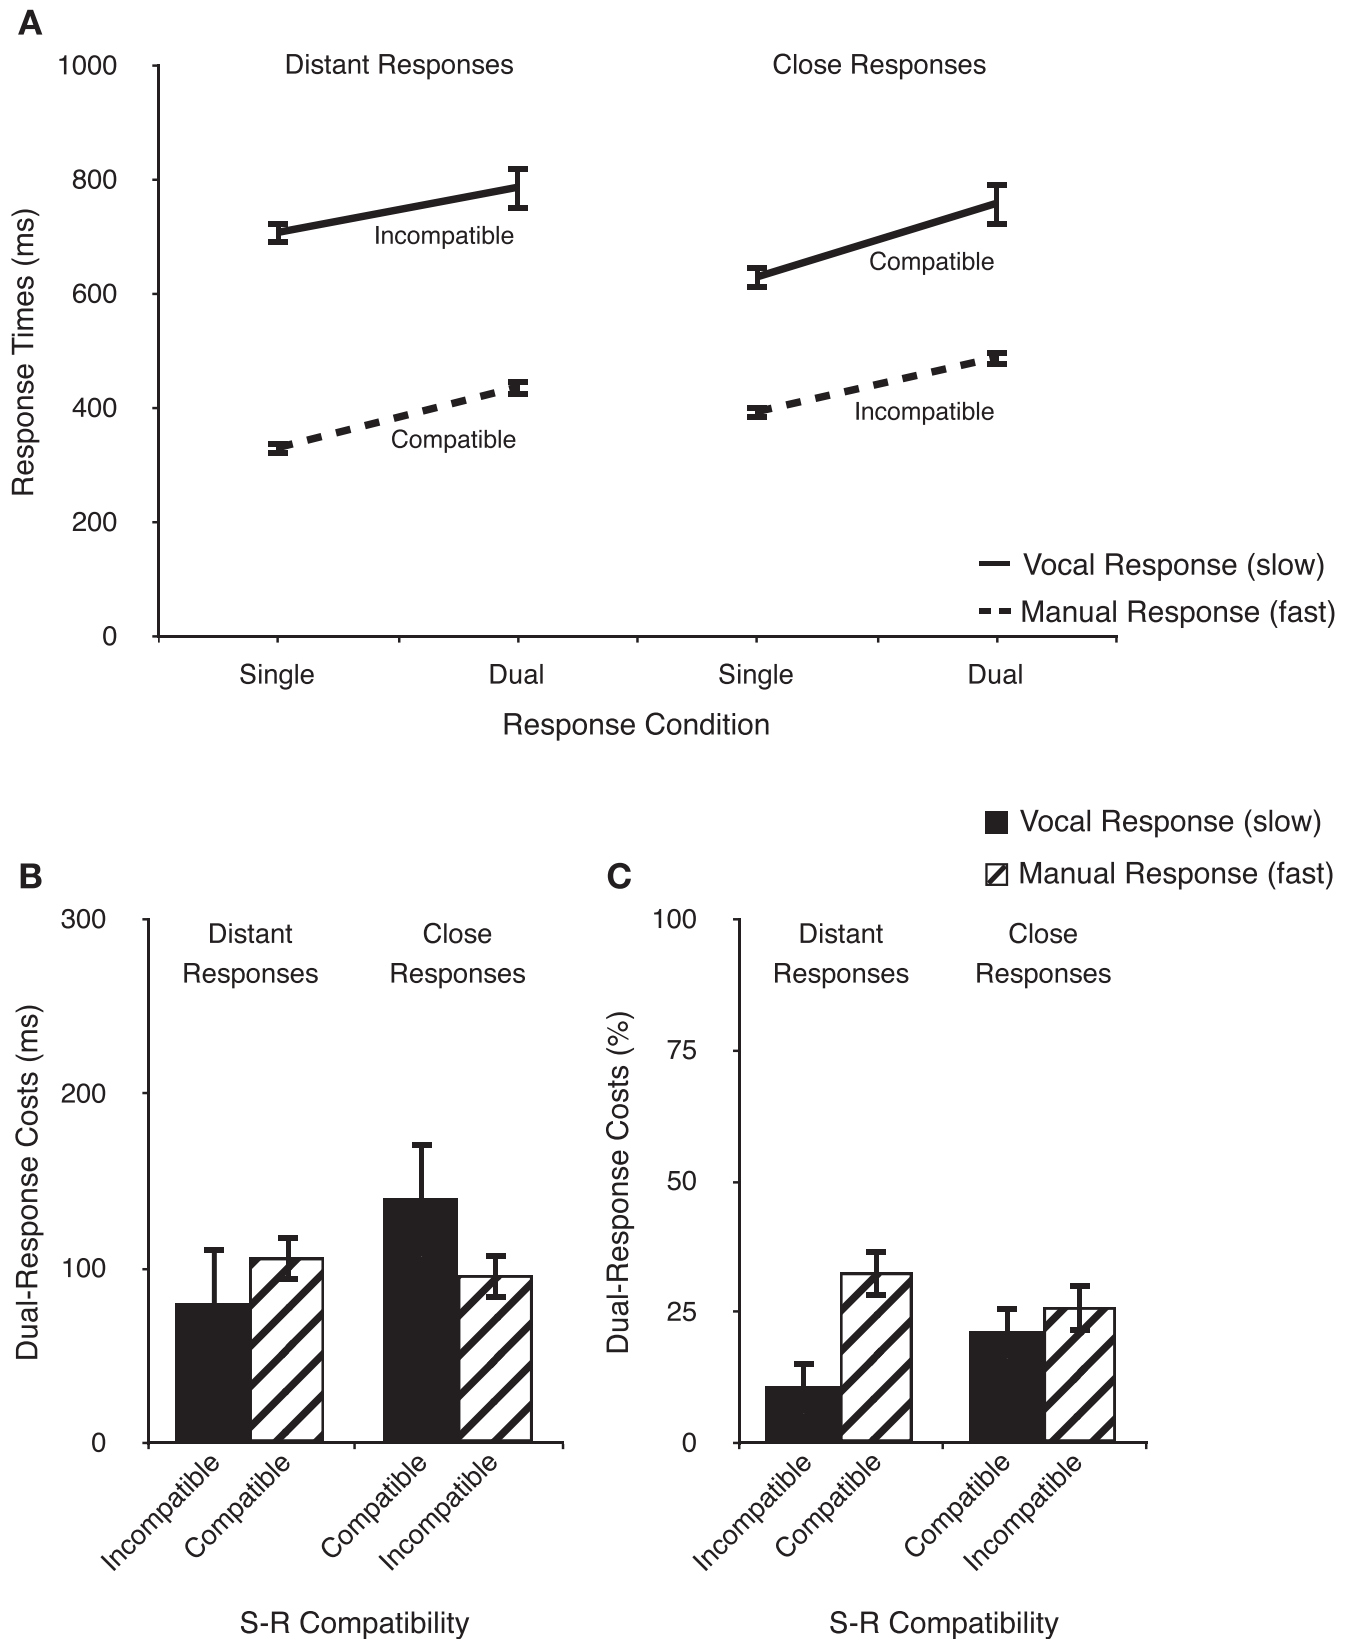 A
Distant Responses
Close Responses
1000
800
600
400
200
0
Response Times (ms)
Incompatible
Compatible
Compatible
Incompatible
Vocal Response (slow)
Manual Response (fast)
Single
Dual
Single
Dual
Response Condition
Vocal Response (slow)
Manual Response (fast)
B
300
200
100
0
Dual-Response Costs (ms)
Distant
Responses
Close
Responses
Incompatible
Compatible
Compatible
Incompatible
S-R Compatibility
C
100
75
50
25
0
Dual-Response Costs (%)
Distant
Responses
Close
Responses
Incompatible
Compatible
Compatible
Incompatible
S-R Compatibility